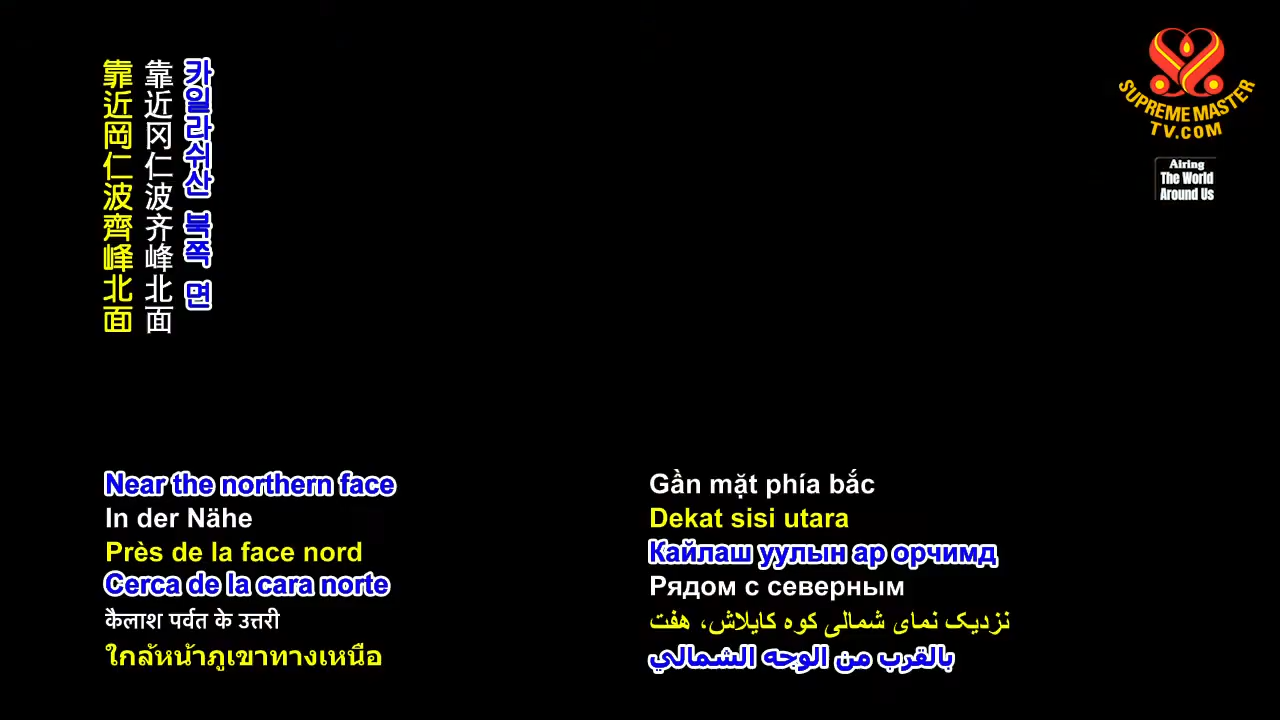 靠近岡仁波齊峰北面
靠近冈仁波齐峰北面
카일라쉬산 북쪽 면
SUPREME MASTER
TV.COM
Airing
The World
Around Us
Near the northern face
In der Nähe
Près de la face nord
Cerca de la cara norte
कैलाश पर्वत के उत्तरी
ใกล้หน้าภูเขาทางเหนือ
Gần mặt phía bắc
Dekat sisi utara
Кайлаш уулын ар орчимд
Рядом с северным
نزدیک نمای شمالی کوه کایلاش، هفت
بالقرب من الوجه الشمالي